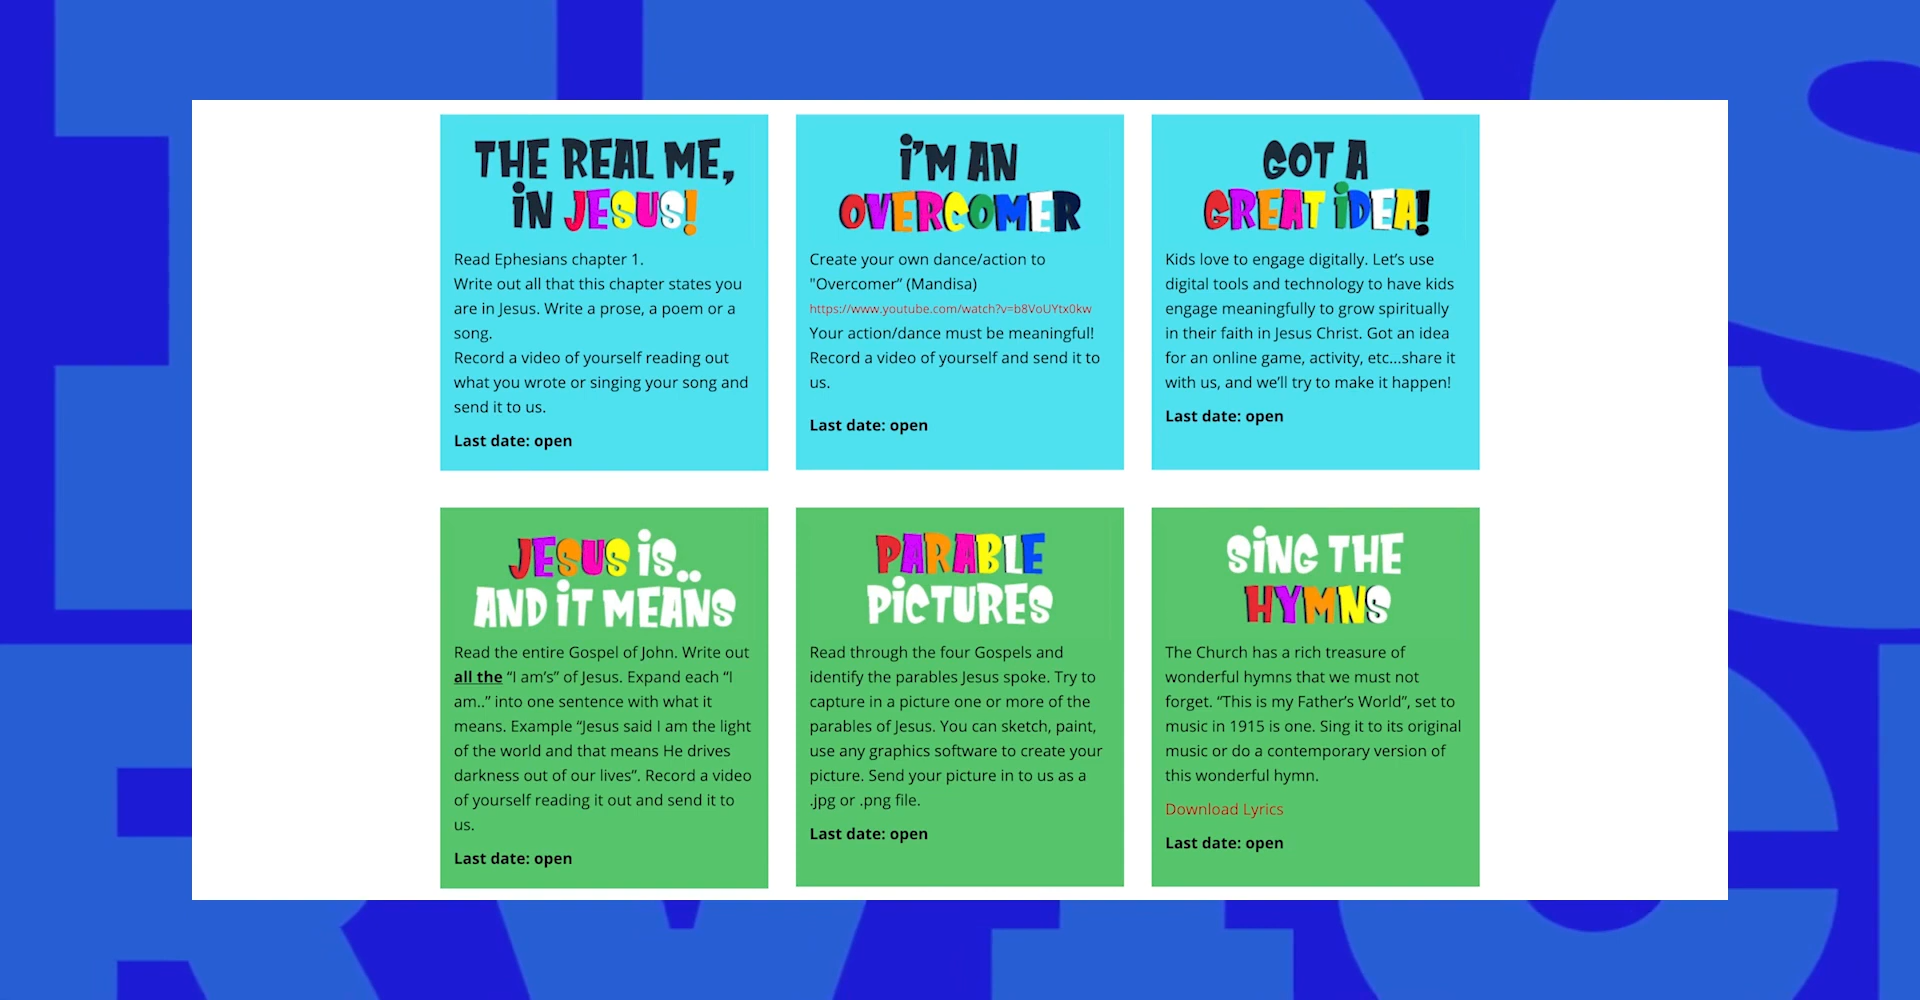 THE REAL ME,
iN JESUS!
Read Ephesians chapter 1.
Write out all that this chapter states you
are in Jesus. Write a prose, a poem or a
song.
Record a video of yourself reading out
what you wrote or singing your song and
send it to us.
Last date: open
i'M AN
OVERCOMER
Create your own dance/action to
"Overcomer” (Mandisa)
https://www.youtube.com/watch?v=b8VoUYtx0kw
Your action/dance must be meaningful!
Record a video of yourself and send it to
us.
Last date: open
GOT A
GREAT iDEA!
Kids love to engage digitally. Let’s use
digital tools and technology to have kids
engage meaningfully to grow spiritually
in their faith in Jesus Christ. Got an idea
for an online game, activity, etc...share it
with us, and we’ll try to make it happen!
Last date: open
JESUS iS..
AND iT MEANS
Read the entire Gospel of John. Write out
all the “I am’s” of Jesus. Expand each “I
am..” into one sentence with what it
means. Example “Jesus said I am the light
of the world and that means He drives
darkness out of our lives”. Record a video
of yourself reading it out and send it to
us.
Last date: open
PARABLE
PiCTURES
Read through the four Gospels and
identify the parables Jesus spoke. Try to
capture in a picture one or more of the
parables of Jesus. You can sketch, paint,
use any graphics software to create your
picture. Send your picture in to us as a
.jpg or .png file.
Last date: open
SiNG THE
HYMNS
The Church has a rich treasure of
wonderful hymns that we must not
forget. “This is my Father’s World”, set to
music in 1915 is one. Sing it to its original
music or do a contemporary version of
this wonderful hymn.
Download Lyrics
Last date: open